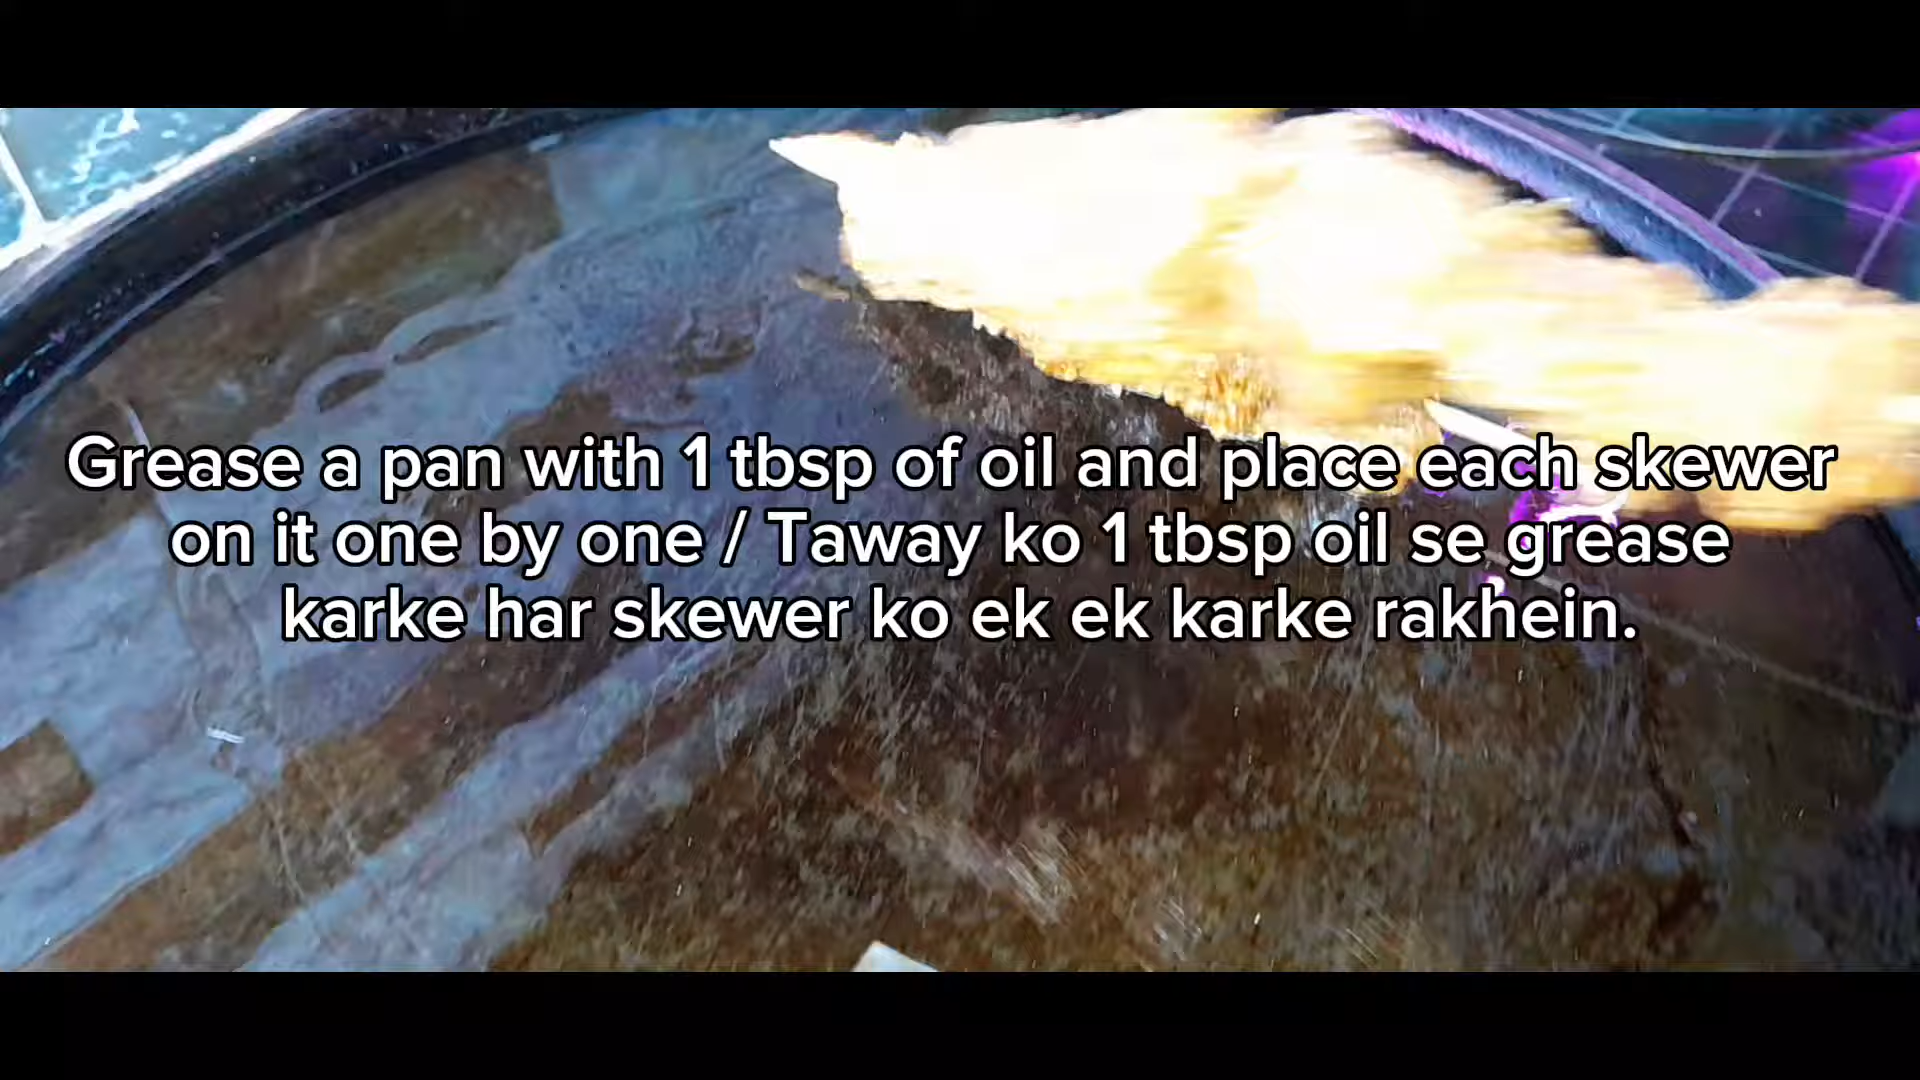 Grease a pan with 1 tbsp of oil and place each skewer
on it one by one / Taway ko 1 tbsp oil se grease
karke har skewer ko ek ek karke rakhein.